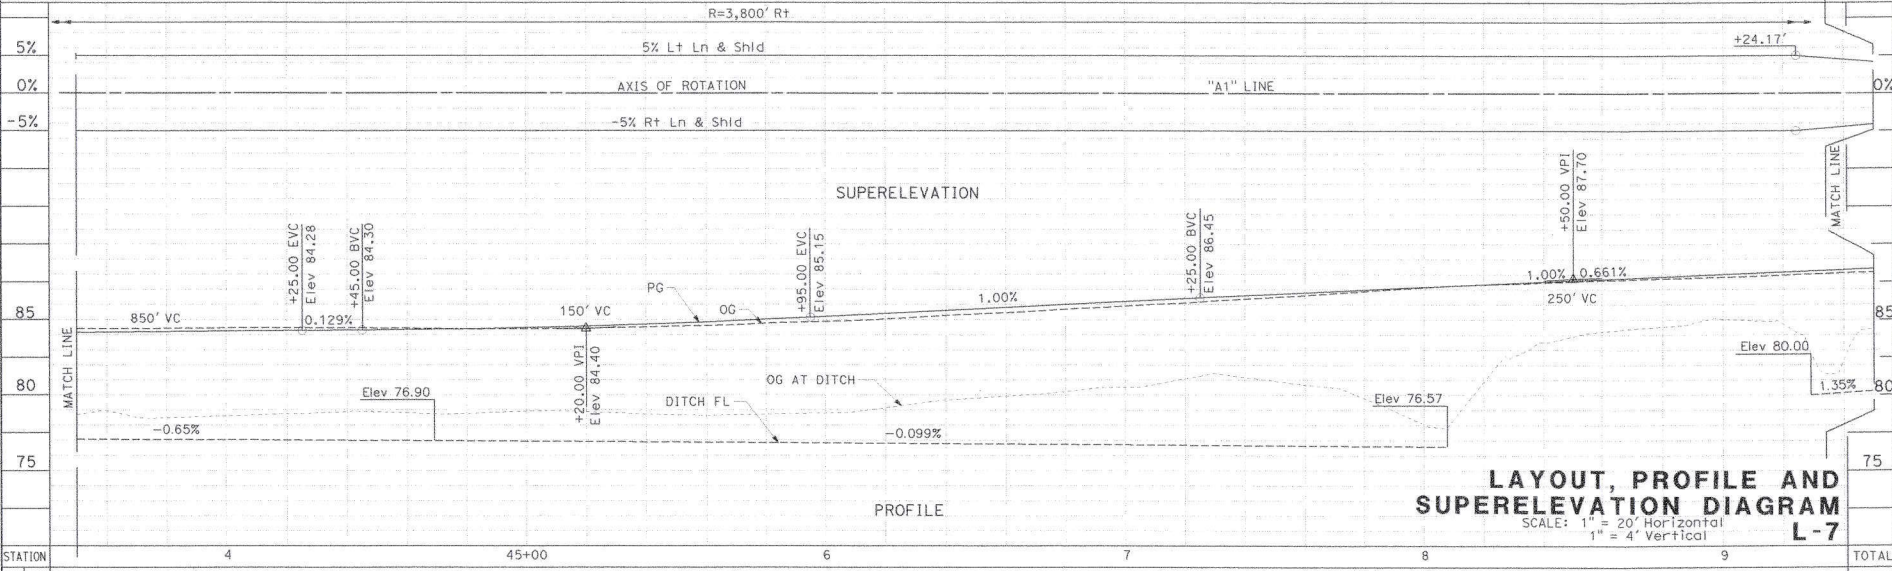 R=3,800' Rt
5%
5% Lt Ln & Shld
+24.17'
0%
AXIS OF ROTATION
"A1" LINE
0%
-5%
-5% Rt Ln & Shld
SUPERELEVATION
MATCH LINE
+25.00 EVC
Elev 84.28
+45.00 BVC
Elev 84.30
+95.00 EVC
Elev 85.15
+25.00 BVC
Elev 86.45
+50.00 VPI
Elev 87.70
PG
OG
1.00%
1.00%
0.661%
85
850' VC
0.129%
150' VC
250' VC
85
MATCH LINE
+20.00 VPI
Elev 84.40
Elev 80.00
80
Elev 76.90
OG AT DITCH
DITCH FL
Elev 76.57
1.35%
80
-0.65%
-0.099%
75
75
PROFILE
LAYOUT, PROFILE AND
SUPERELEVATION DIAGRAM
SCALE: 1" = 20' Horizontal
1" = 4' Vertical
L-7
STATION
4
45+00
6
7
8
9
TOTAL